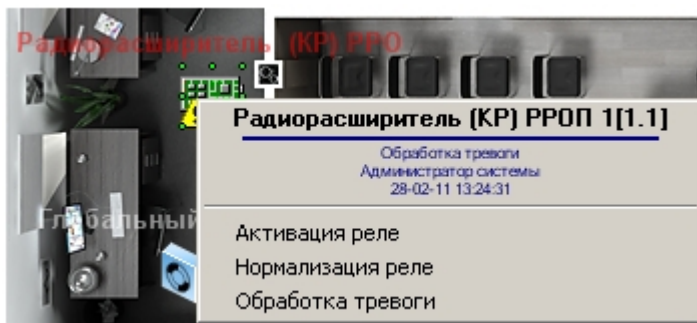 Радиорасширитель (КР) РРО
Радиорасширитель (КР) РРОП 1[1.1]
Обработка тревоги
Администратор системы
28-02-11 13:24:31
Глобальный
Активация реле
Нормализация реле
Обработка тревоги